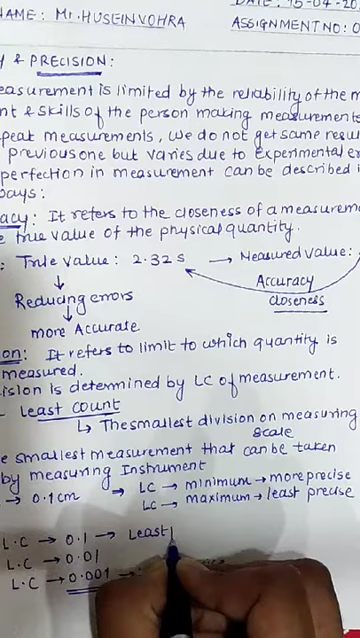 NAME: Mr. HUSEINVOHRA
DATE: 15-04-20
ASSIGNMENT NO: 0
Y & PRECISION:
easurement is limited by the reliability of the m
nt & skills of the person making measurements
peat measurements, we do not get same resu
previous one but varies due to experimental er
perfection in measurement can be described i
ways:
acy: It refers to the closeness of a measurem
e true value of the physical quantity.
: True value: 2.32 s → Measured value:
↓ Accuracy
Reducing errors closeness
↓
more Accurate
on: It refers to limit to which quantity is
measured.
ision is determined by LC of measurement.
- Least count
↳ The smallest division on measuring
scale
e smallest measurement that can be taken
by measuring Instrument
→ 0.1 cm → LC → minimum → more precise
LC → maximum → least precise
L.C → 0.1 → Least
L.C → 0.01
L.C → 0.001 →